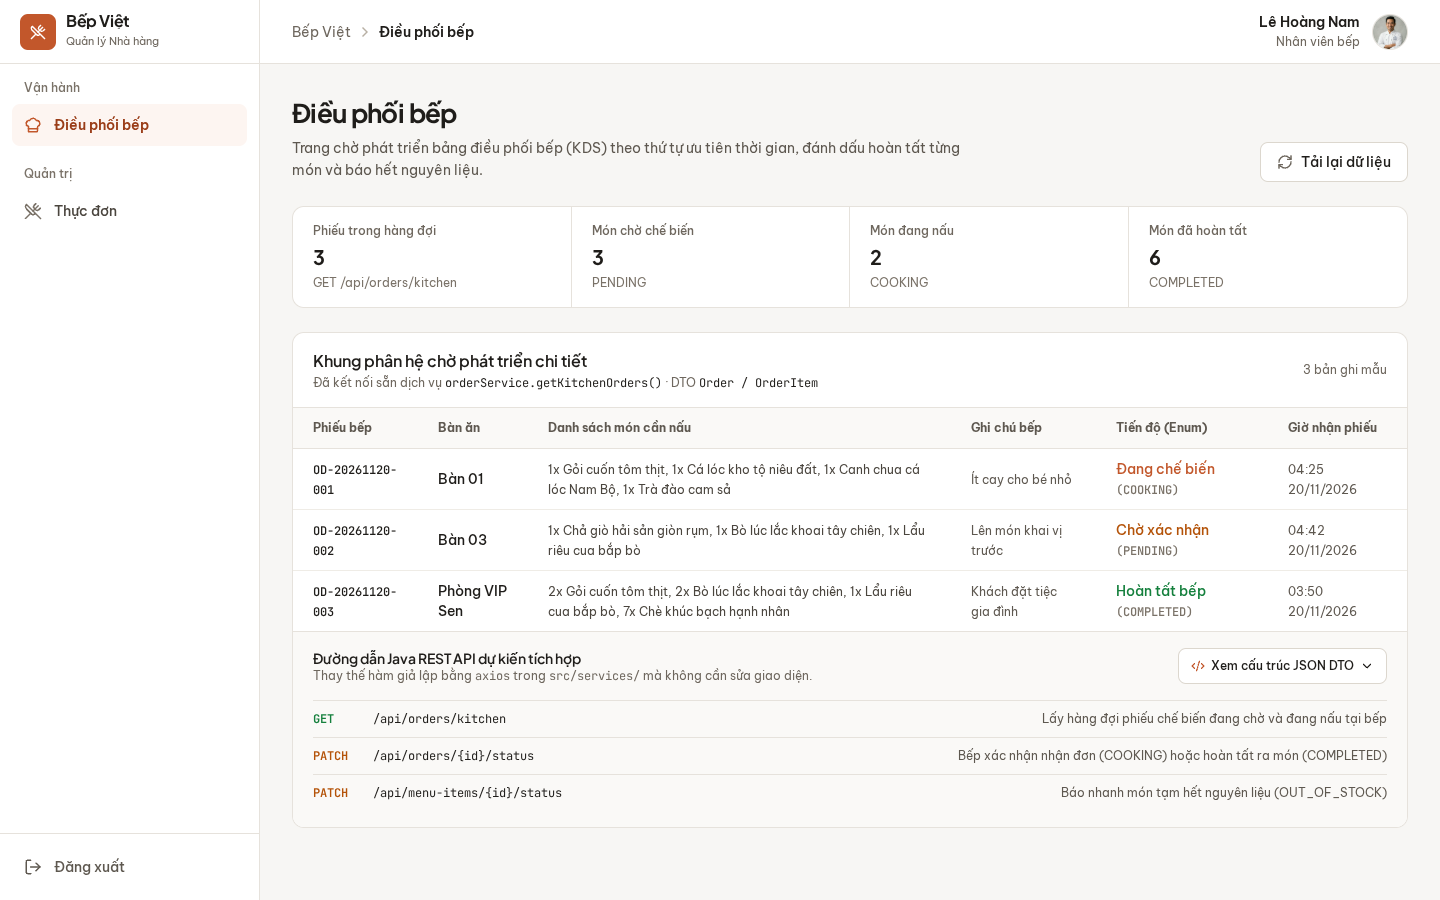 Bếp Việt
Quản lý Nhà hàng
Bếp Việt
Điều phối bếp
Lê Hoàng Nam
Nhân viên bếp
Vận hành
Điều phối bếp
Quản trị
Thực đơn
Đăng xuất
Điều phối bếp
Trang chờ phát triển bảng điều phối bếp (KDS) theo thứ tự ưu tiên thời gian, đánh dấu hoàn tất từng
món và báo hết nguyên liệu.
Tải lại dữ liệu
Phiếu trong hàng đợi
3
GET /api/orders/kitchen
Món chờ chế biến
3
PENDING
Món đang nấu
2
COOKING
Món đã hoàn tất
6
COMPLETED
Khung phân hệ chờ phát triển chi tiết
Đã kết nối sẵn dịch vụ orderService.getKitchenOrders() · DTO Order / OrderItem
3 bản ghi mẫu
Phiếu bếp
Bàn ăn
Danh sách món cần nấu
Ghi chú bếp
Tiến độ (Enum)
Giờ nhận phiếu
OD-20261120-
001
Bàn 01
1x Gỏi cuốn tôm thịt, 1x Cá lóc kho tộ niêu đất, 1x Canh chua cá
lóc Nam Bộ, 1x Trà đào cam sả
Ít cay cho bé nhỏ
Đang chế biến
(COOKING)
04:25
20/11/2026
OD-20261120-
002
Bàn 03
1x Chả giò hải sản giòn rụm, 1x Bò lúc lắc khoai tây chiên, 1x Lẩu
riêu cua bắp bò
Lên món khai vị
trước
Chờ xác nhận
(PENDING)
04:42
20/11/2026
OD-20261120-
003
Phòng VIP
Sen
2x Gỏi cuốn tôm thịt, 2x Bò lúc lắc khoai tây chiên, 1x Lẩu riêu
cua bắp bò, 7x Chè khúc bạch hạnh nhân
Khách đặt tiệc
gia đình
Hoàn tất bếp
(COMPLETED)
03:50
20/11/2026
Đường dẫn Java REST API dự kiến tích hợp
Thay thế hàm giả lập bằng axios trong src/services/ mà không cần sửa giao diện.
Xem cấu trúc JSON DTO
GET /api/orders/kitchen
Lấy hàng đợi phiếu chế biến đang chờ và đang nấu tại bếp
PATCH /api/orders/{id}/status
Bếp xác nhận nhận đơn (COOKING) hoặc hoàn tất ra món (COMPLETED)
PATCH /api/menu-items/{id}/status
Báo nhanh món tạm hết nguyên liệu (OUT_OF_STOCK)